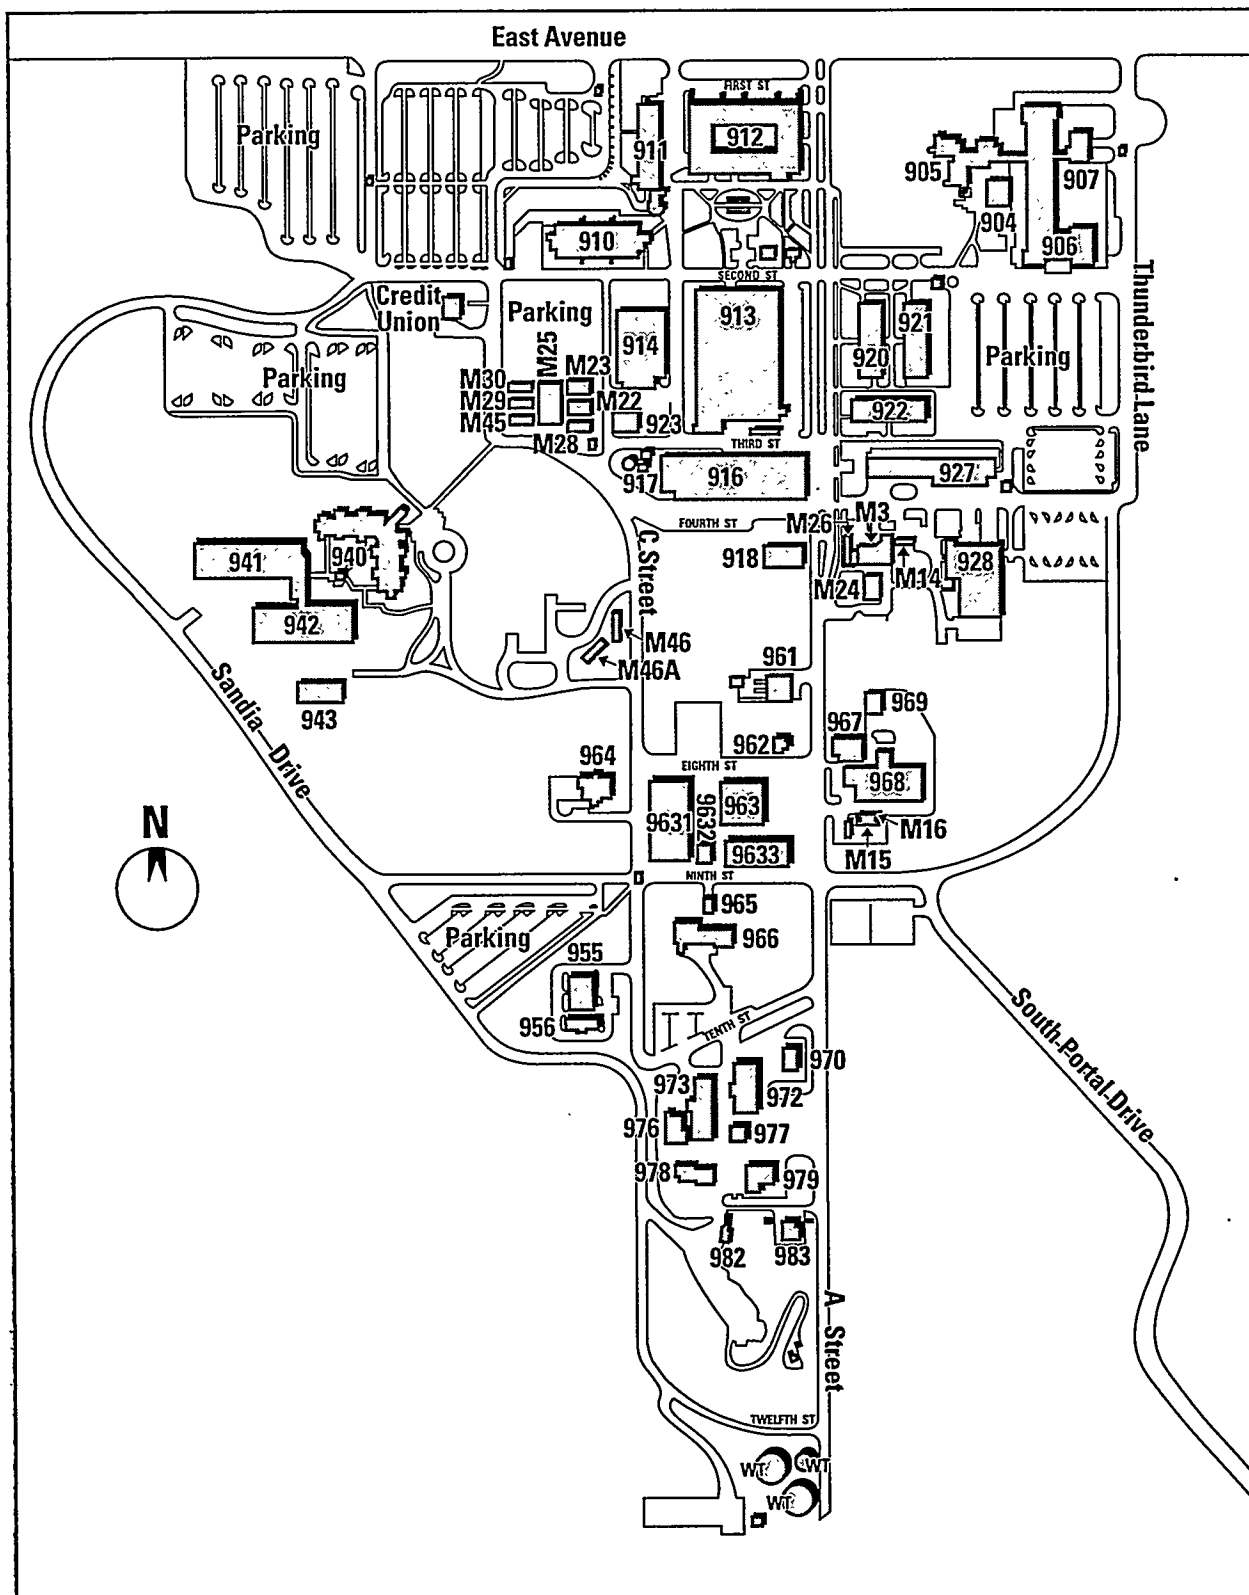 East Avenue
FIRST ST
Parking
911
912
905
907
904
910
906
SECOND ST
Credit
Union
Parking
913
914
M25
M23
920
921
Parking
Thunderbird Lane
Parking
M30
M29
M45
M22
M28
923
922
THIRD ST
917
916
927
FOURTH ST
M26
M3
941
940
C Street
918
M24
M14
928
942
M46
M46A
961
943
Sandia Drive
969
967
962
964
EIGHTH ST
968
9631
9632
963
M16
M15
9633
N
NINTH ST
965
966
Parking
955
956
TENTH ST
South Portal Drive
970
973
972
976
977
978
979
982
983
A Street
TWELFTH ST
WT
WT
WT